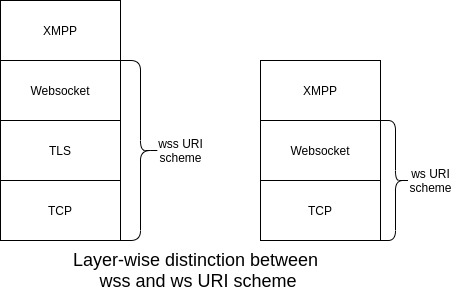 XMPP
Websocket
TLS
TCP
wss URI
scheme
XMPP
Websocket
TCP
ws URI
scheme
Layer-wise distinction between
wss and ws URI scheme